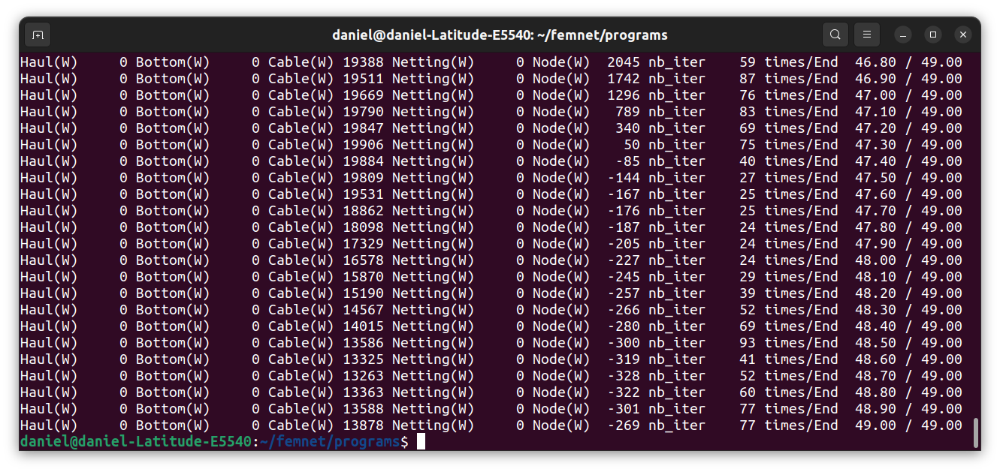 daniel@daniel-Latitude-E5540: ~/femnet/programs
Haul(W)     0 Bottom(W)     0 Cable(W) 19388 Netting(W)     0 Node(W)  2045 nb_iter    59 times/End  46.80 / 49.00
Haul(W)     0 Bottom(W)     0 Cable(W) 19511 Netting(W)     0 Node(W)  1742 nb_iter    87 times/End  46.90 / 49.00
Haul(W)     0 Bottom(W)     0 Cable(W) 19669 Netting(W)     0 Node(W)  1296 nb_iter    76 times/End  47.00 / 49.00
Haul(W)     0 Bottom(W)     0 Cable(W) 19790 Netting(W)     0 Node(W)   789 nb_iter    83 times/End  47.10 / 49.00
Haul(W)     0 Bottom(W)     0 Cable(W) 19847 Netting(W)     0 Node(W)   340 nb_iter    69 times/End  47.20 / 49.00
Haul(W)     0 Bottom(W)     0 Cable(W) 19906 Netting(W)     0 Node(W)    50 nb_iter    75 times/End  47.30 / 49.00
Haul(W)     0 Bottom(W)     0 Cable(W) 19884 Netting(W)     0 Node(W)   -85 nb_iter    40 times/End  47.40 / 49.00
Haul(W)     0 Bottom(W)     0 Cable(W) 19809 Netting(W)     0 Node(W)  -144 nb_iter    27 times/End  47.50 / 49.00
Haul(W)     0 Bottom(W)     0 Cable(W) 19531 Netting(W)     0 Node(W)  -167 nb_iter    25 times/End  47.60 / 49.00
Haul(W)     0 Bottom(W)     0 Cable(W) 18862 Netting(W)     0 Node(W)  -176 nb_iter    25 times/End  47.70 / 49.00
Haul(W)     0 Bottom(W)     0 Cable(W) 18098 Netting(W)     0 Node(W)  -187 nb_iter    24 times/End  47.80 / 49.00
Haul(W)     0 Bottom(W)     0 Cable(W) 17329 Netting(W)     0 Node(W)  -205 nb_iter    24 times/End  47.90 / 49.00
Haul(W)     0 Bottom(W)     0 Cable(W) 16578 Netting(W)     0 Node(W)  -227 nb_iter    24 times/End  48.00 / 49.00
Haul(W)     0 Bottom(W)     0 Cable(W) 15870 Netting(W)     0 Node(W)  -245 nb_iter    29 times/End  48.10 / 49.00
Haul(W)     0 Bottom(W)     0 Cable(W) 15190 Netting(W)     0 Node(W)  -257 nb_iter    39 times/End  48.20 / 49.00
Haul(W)     0 Bottom(W)     0 Cable(W) 14567 Netting(W)     0 Node(W)  -266 nb_iter    52 times/End  48.30 / 49.00
Haul(W)     0 Bottom(W)     0 Cable(W) 14015 Netting(W)     0 Node(W)  -280 nb_iter    69 times/End  48.40 / 49.00
Haul(W)     0 Bottom(W)     0 Cable(W) 13586 Netting(W)     0 Node(W)  -300 nb_iter    93 times/End  48.50 / 49.00
Haul(W)     0 Bottom(W)     0 Cable(W) 13325 Netting(W)     0 Node(W)  -319 nb_iter    41 times/End  48.60 / 49.00
Haul(W)     0 Bottom(W)     0 Cable(W) 13263 Netting(W)     0 Node(W)  -328 nb_iter    52 times/End  48.70 / 49.00
Haul(W)     0 Bottom(W)     0 Cable(W) 13363 Netting(W)     0 Node(W)  -322 nb_iter    60 times/End  48.80 / 49.00
Haul(W)     0 Bottom(W)     0 Cable(W) 13588 Netting(W)     0 Node(W)  -301 nb_iter    77 times/End  48.90 / 49.00
Haul(W)     0 Bottom(W)     0 Cable(W) 13878 Netting(W)     0 Node(W)  -269 nb_iter    77 times/End  49.00 / 49.00
daniel@daniel-Latitude-E5540:~/femnet/programs$